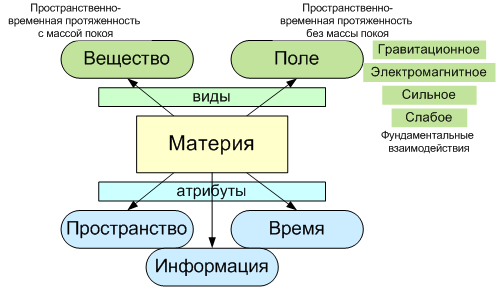 Пространственно-
временная протяженность
с массой покоя
Пространственно-
временная протяженность
без массы покоя
Вещество
Поле
Гравитационное
Электромагнитное
Сильное
Слабое
Фундаментальные
взаимодействия
виды
Материя
атрибуты
Пространство
Время
Информация